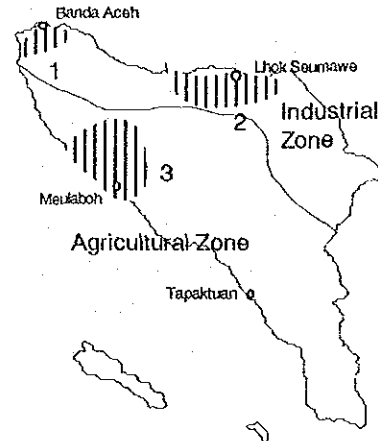 Banda Aceh
1
Lhok Seumawe
Industrial
Zone
2
3
Meulaboh
Agricultural Zone
Tapaktuan